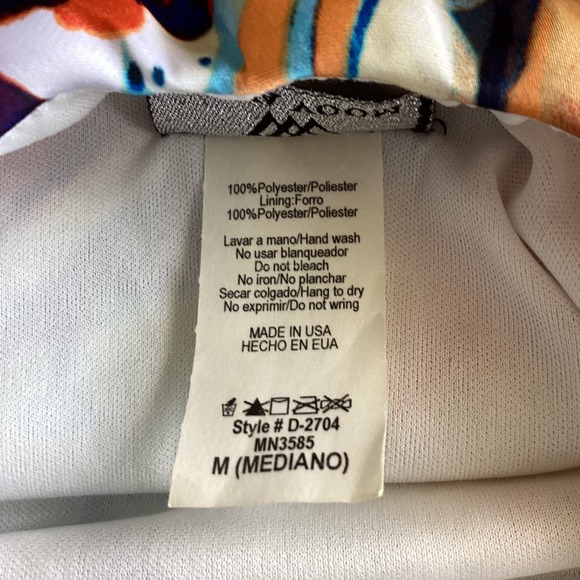 100%Polyester/Poliester
Lining:Forro
100%Polyester/Poliester
Lavar a mano/Hand wash
No usar blanqueador
Do not bleach
No iron/No planchar
Secar colgado/Hang to dry
No exprimir/Do not wring
MADE IN USA
HECHO EN EUA
Style # D-2704
MN3585
M (MEDIANO)